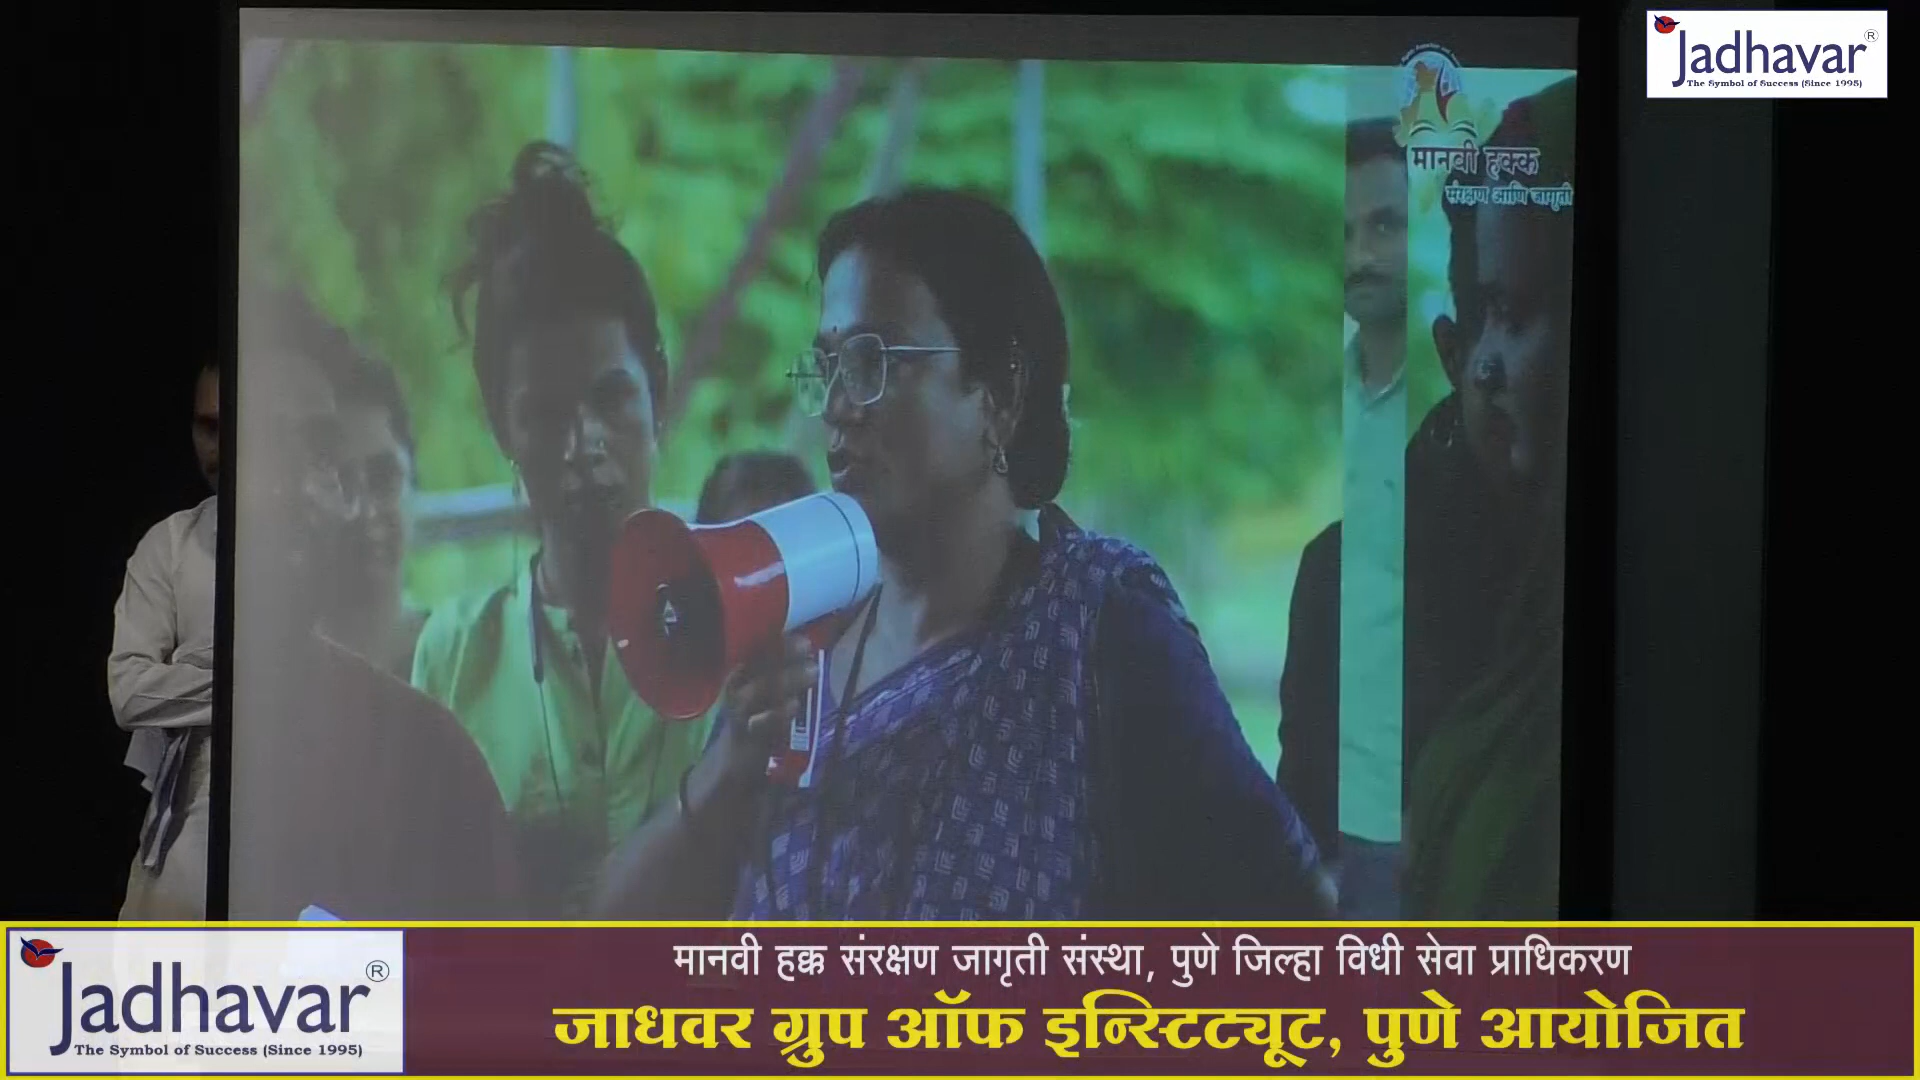 Jadhavar®
The Symbol of Success (Since 1995)
मानवी हक्क
संरक्षण आणि जागृती
Jadhavar®
The Symbol of Success (Since 1995)
मानवी हक्क संरक्षण जागृती संस्था, पुणे जिल्हा विधी सेवा प्राधिकरण
जाधवर ग्रुप ऑफ इन्स्टिट्यूट, पुणे आयोजित